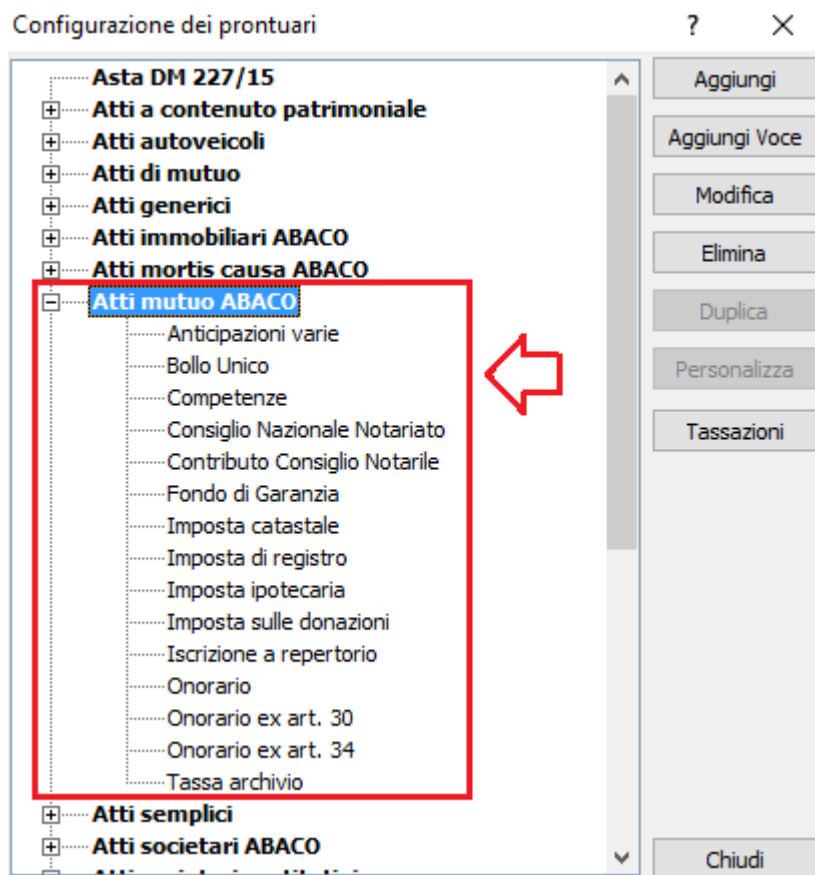 Configurazione dei prontuari
?
Asta DM 227/15
Atti a contenuto patrimoniale
Atti autoveicoli
Atti di mutuo
Atti generici
Atti immobiliari ABACO
Atti mortis causa ABACO
Atti mutuo ABACO
Anticipazioni varie
Bollo Unico
Competenze
Consiglio Nazionale Notariato
Contributo Consiglio Notarile
Fondo di Garanzia
Imposta catastale
Imposta di registro
Imposta ipotecaria
Imposta sulle donazioni
Iscrizione a repertorio
Onorario
Onorario ex art. 30
Onorario ex art. 34
Tassa archivio
Atti semplici
Atti societari ABACO
Aggiungi
Aggiungi Voce
Modifica
Elimina
Duplica
Personalizza
Tassazioni
Chiudi